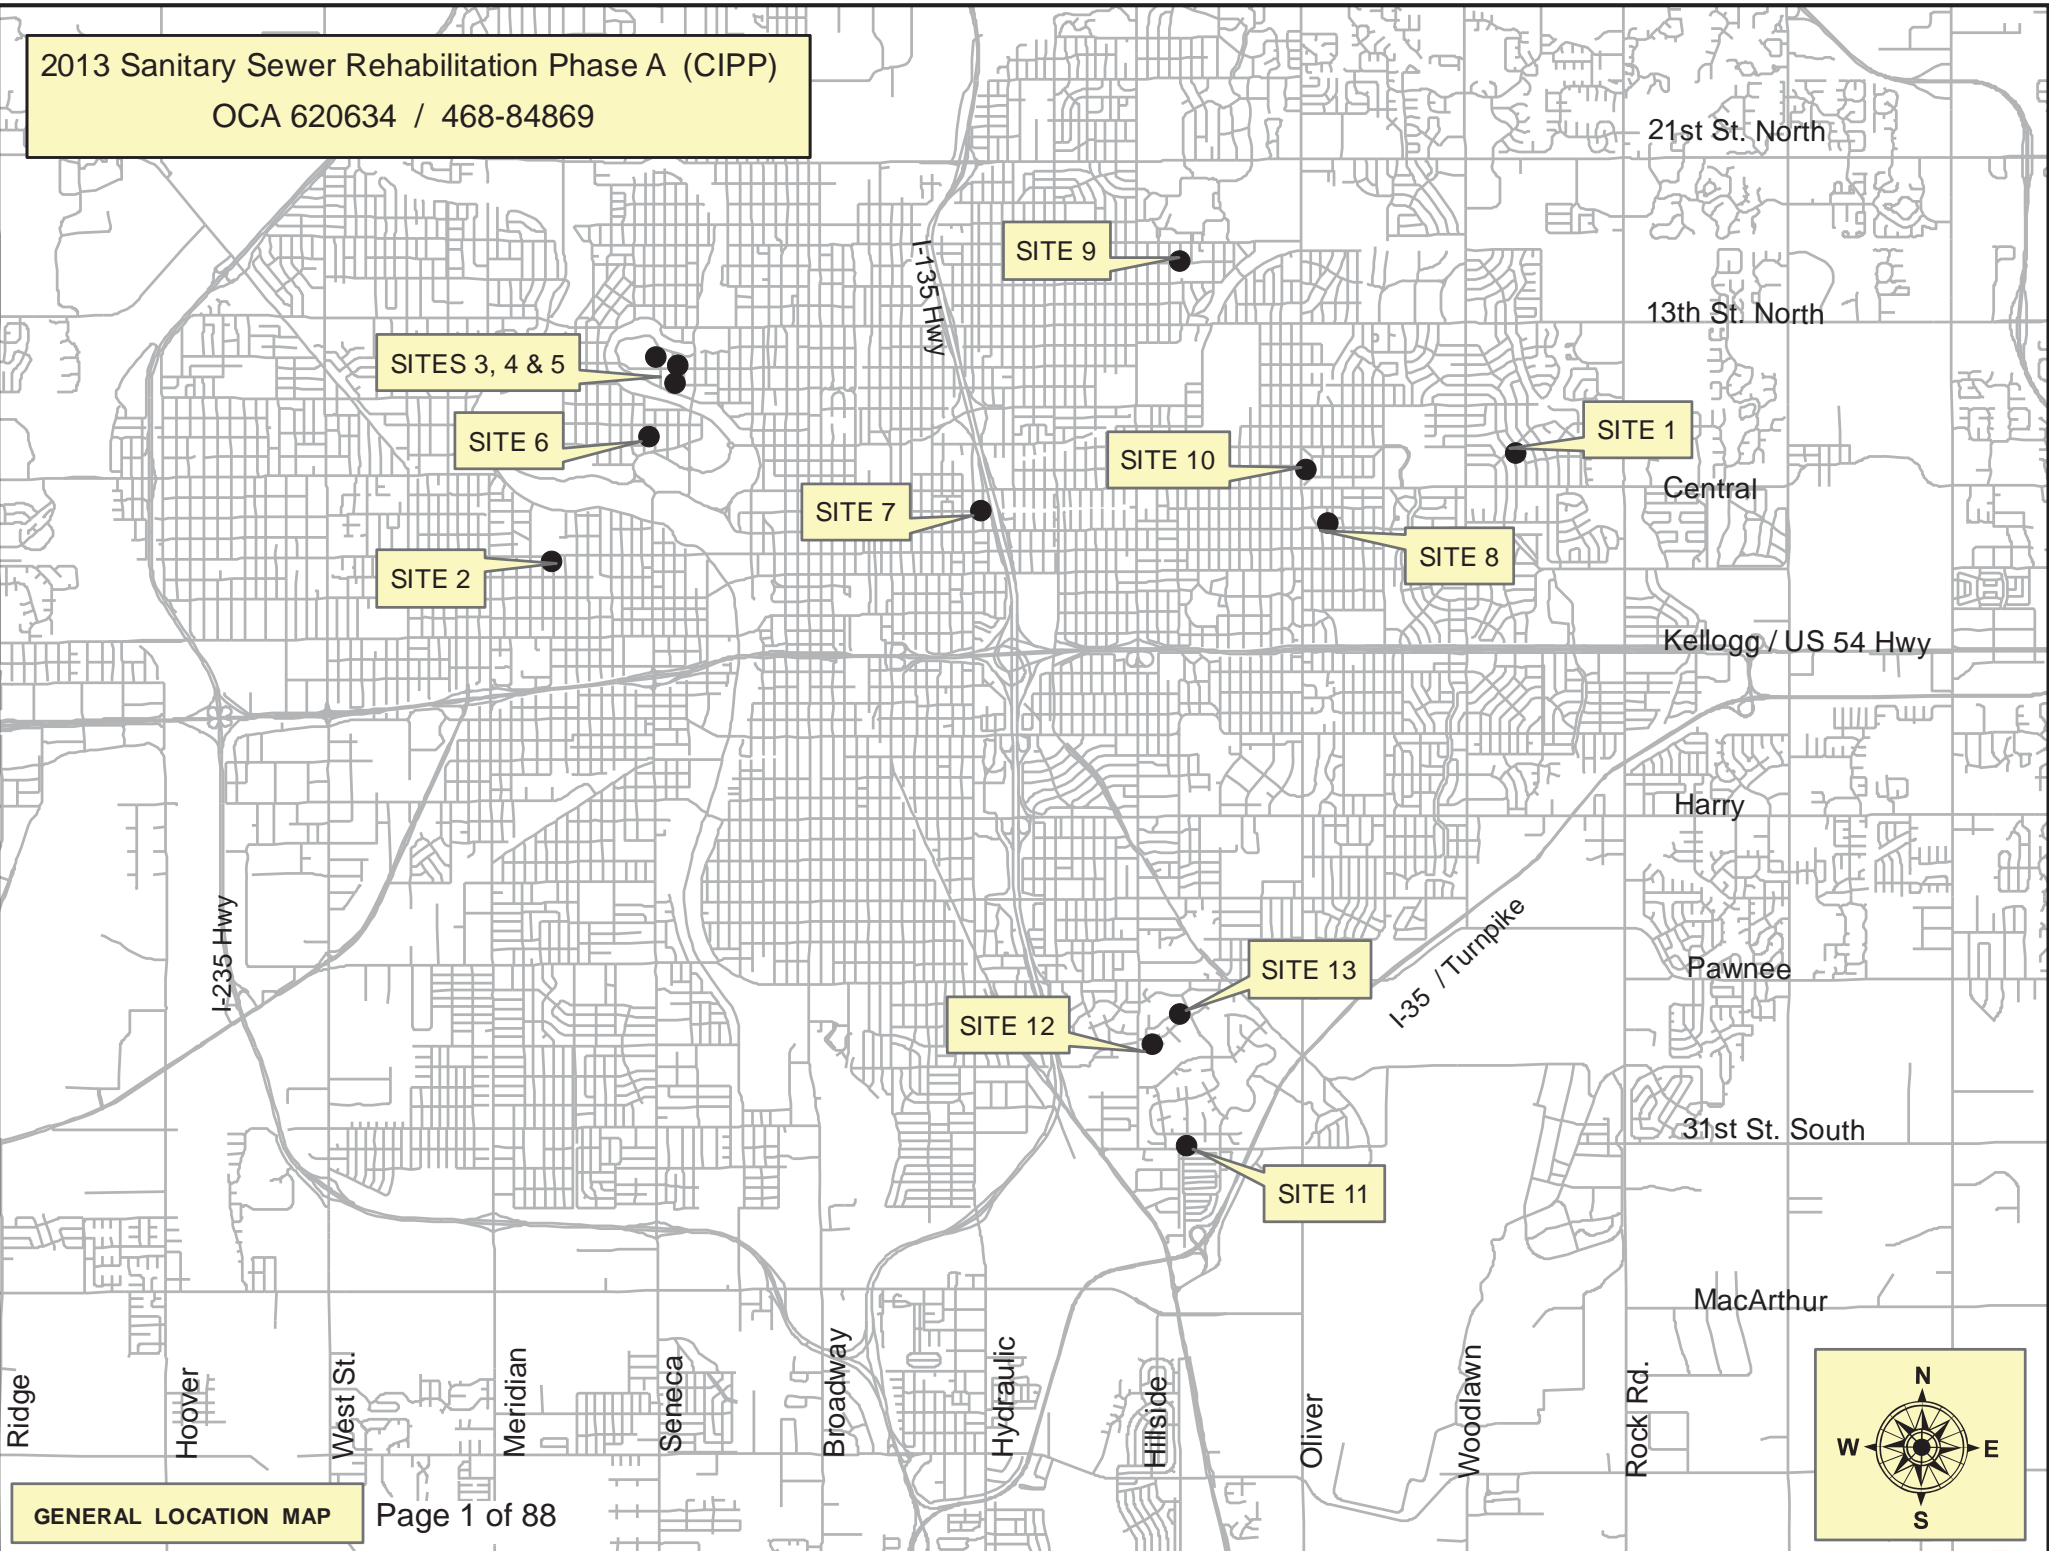 2013 Sanitary Sewer Rehabilitation Phase A (CIPP)
OCA 620634 / 468-84869
21st St. North
SITE 9
I-135 Hwy
13th St. North
SITES 3, 4 & 5
SITE 6
SITE 1
SITE 10
Central
SITE 7
SITE 8
SITE 2
Kellogg / US 54 Hwy
Harry
I-235 Hwy
I-35 / Turnpike
SITE 13
Pawnee
SITE 12
31st St. South
SITE 11
MacArthur
Ridge
Hoover
West St.
Meridian
Seneca
Broadway
Hydraulic
Hillside
Oliver
Woodlawn
Rock Rd.
N
W E
S
GENERAL LOCATION MAP
Page 1 of 88